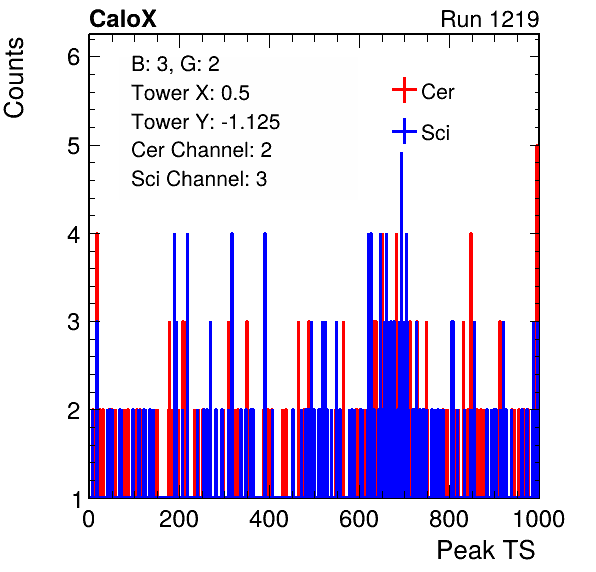 CaloX Run 1219
Counts
B: 3, G: 2
Tower X: 0.5
Tower Y: -1.125
Cer Channel: 2
Sci Channel: 3
Cer
Sci
6
5
4
3
2
1
0 200 400 600 800 1000
Peak TS